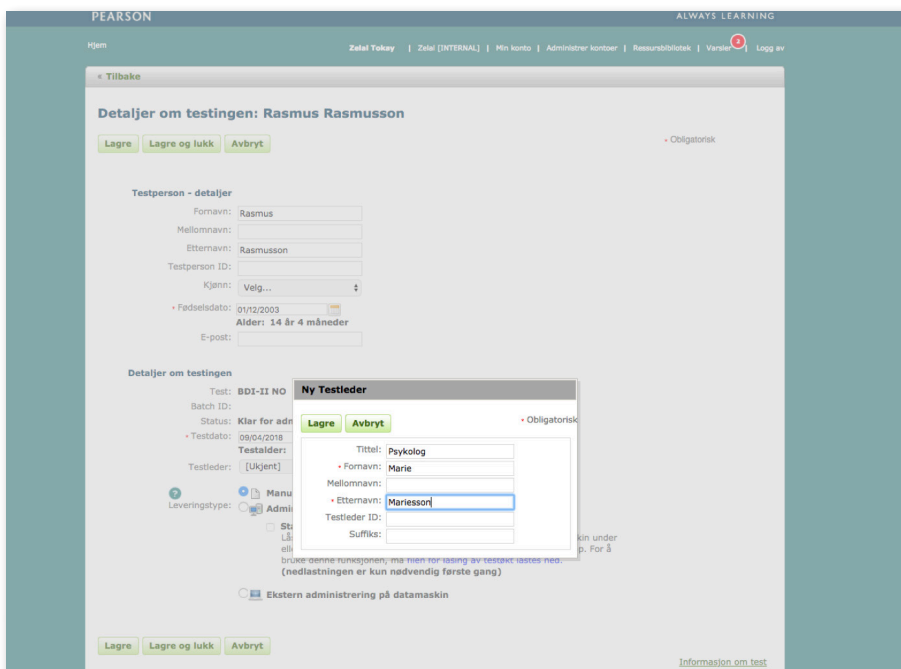 PEARSON
ALWAYS LEARNING
Hjem
Zelal Tokay | Zelal [INTERNAL] | Min konto | Administrer kontoer | Ressursbibliotek | Varsler 2 | Logg av
« Tilbake
Detaljer om testingen: Rasmus Rasmusson
Lagre Lagre og lukk Avbryt
• Obligatorisk
Testperson - detaljer
Fornavn: Rasmus
Mellomnavn:
Etternavn: Rasmusson
Testperson ID:
Kjønn: Velg...
• Fødselsdato: 01/12/2003
Alder: 14 år 4 måneder
E-post:
Detaljer om testingen
Test: BDI-II NO
Batch ID:
Status: Klar for adm
• Testdato: 09/04/2018
Testalder:
Testleder: [Ukjent]
? Leveringstype:
Manu
Admi
Sta
Lå
elle
bruke denne funksjonen, må filen for låsing av testøkt lastes ned.
(nedlastningen er kun nødvendig første gang)
kin under
p. For å
Ekstern administrering på datamaskin
Ny Testleder
Lagre Avbryt
• Obligatorisk
Tittel: Psykolog
• Fornavn: Marie
Mellomnavn:
• Etternavn: Mariesson
Testleder ID:
Suffiks:
Lagre Lagre og lukk Avbryt
Informasjon om test